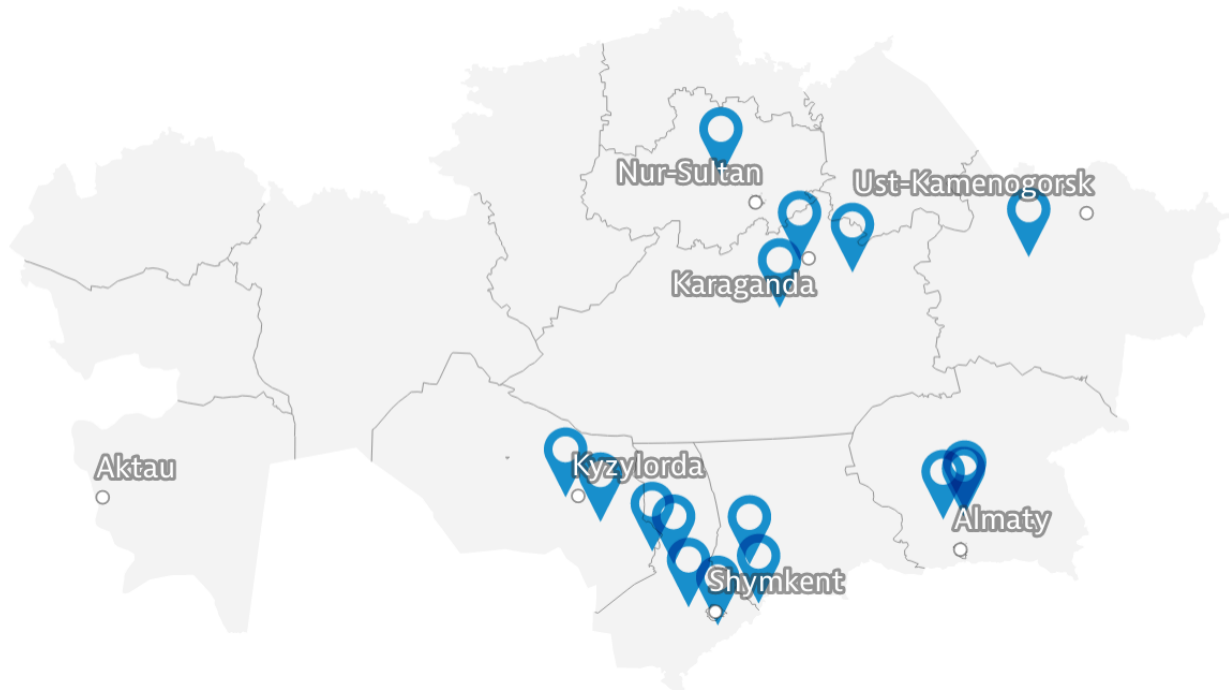 Nur-Sultan
Ust-Kamenogorsk
Karaganda
Aktau
Kyzylorda
Almaty
Shymkent